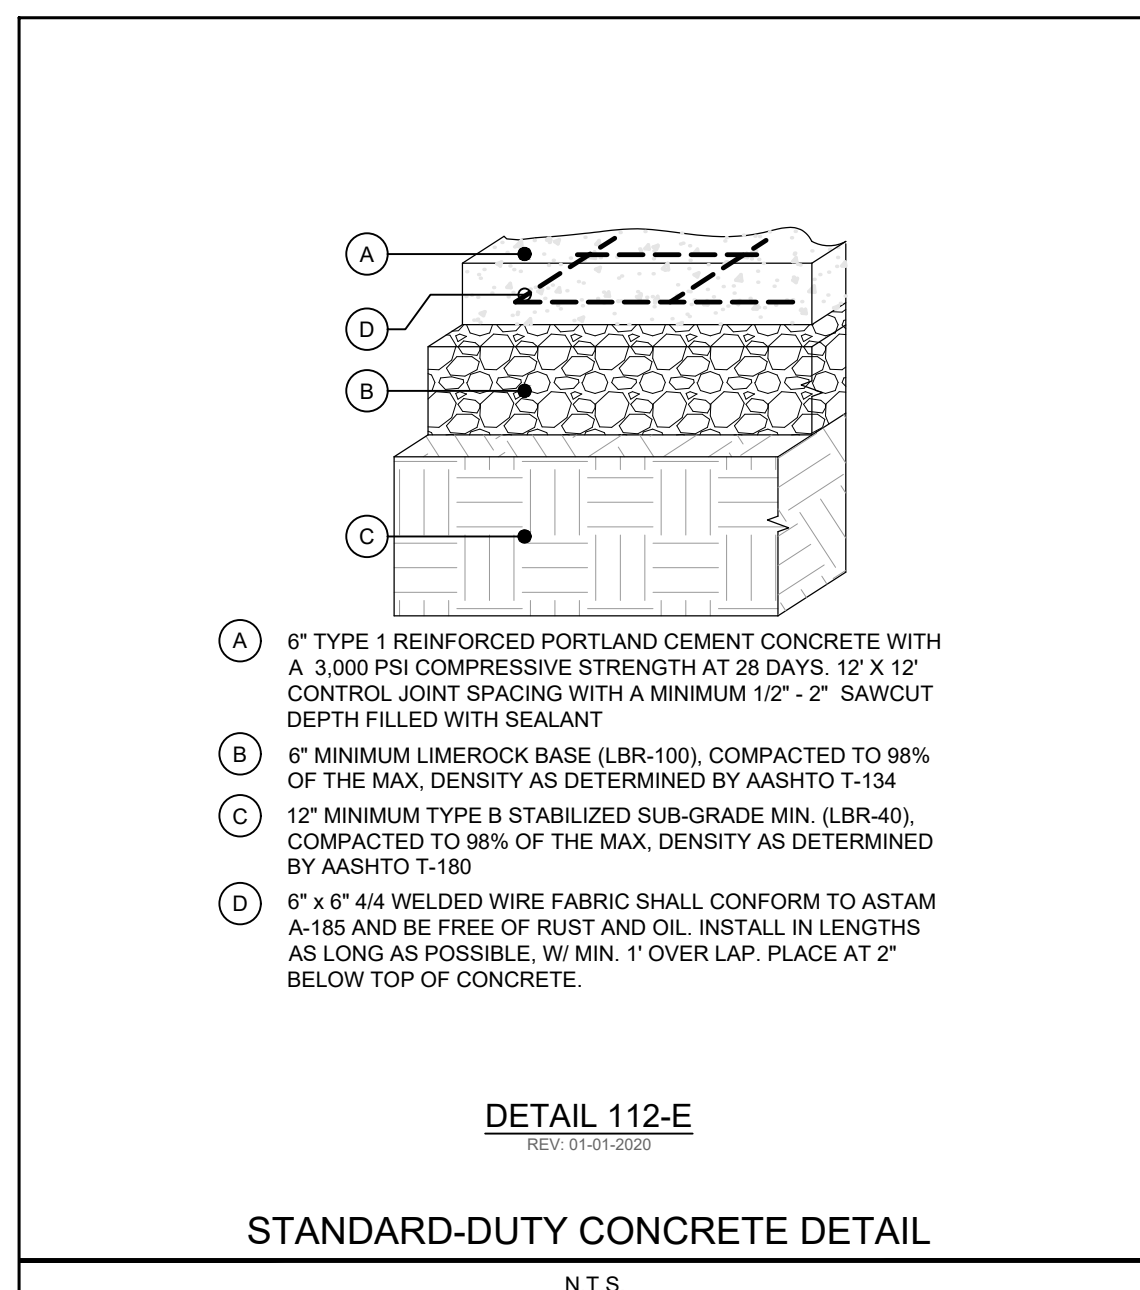 A
D
B
C
A 6" TYPE 1 REINFORCED PORTLAND CEMENT CONCRETE WITH
A 3,000 PSI COMPRESSIVE STRENGTH AT 28 DAYS. 12' X 12'
CONTROL JOINT SPACING WITH A MINIMUM 1/2" - 2" SAWCUT
DEPTH FILLED WITH SEALANT
B 6" MINIMUM LIMEROCK BASE (LBR-100), COMPACTED TO 98%
OF THE MAX, DENSITY AS DETERMINED BY AASHTO T-134
C 12" MINIMUM TYPE B STABILIZED SUB-GRADE MIN. (LBR-40),
COMPACTED TO 98% OF THE MAX, DENSITY AS DETERMINED
BY AASHTO T-180
D 6" x 6" 4/4 WELDED WIRE FABRIC SHALL CONFORM TO ASTAM
A-185 AND BE FREE OF RUST AND OIL. INSTALL IN LENGTHS
AS LONG AS POSSIBLE, W/ MIN. 1' OVER LAP. PLACE AT 2"
BELOW TOP OF CONCRETE.
DETAIL 112-E
REV: 01-01-2020
STANDARD-DUTY CONCRETE DETAIL
N.T.S.